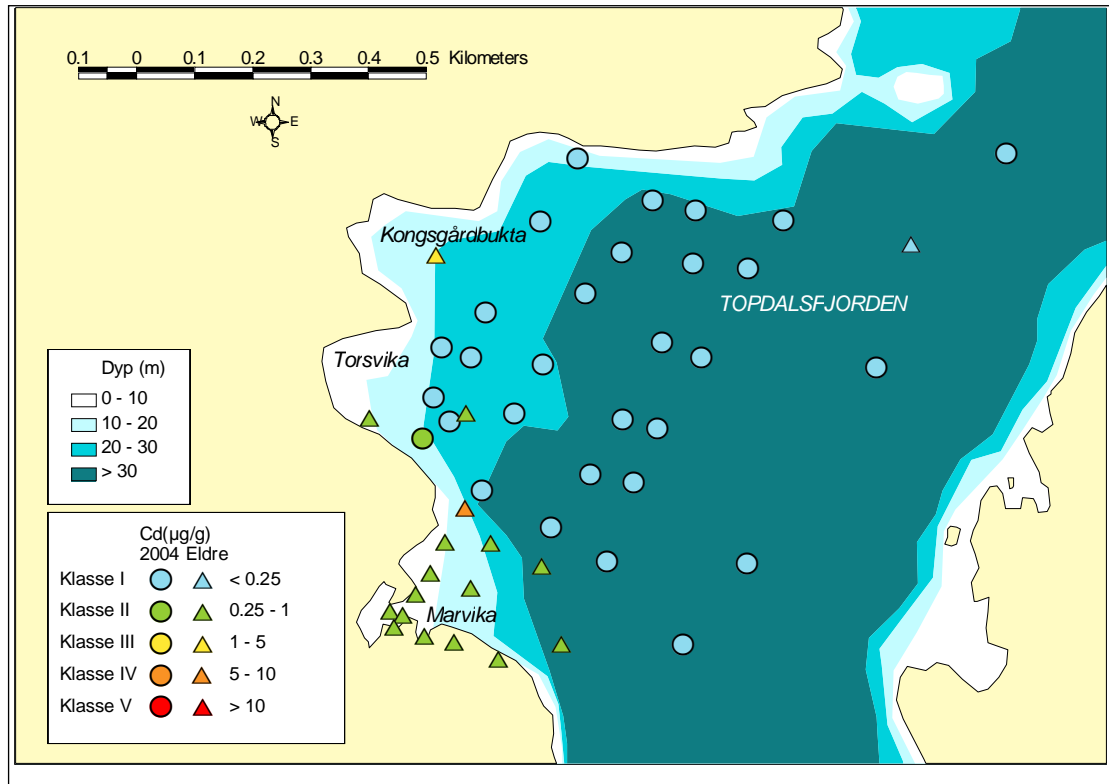 0.1 0 0.1 0.2 0.3 0.4 0.5 Kilometers
N
W E
S
Kongsgårdbukta
TOPDALSFJORDEN
Torsvika
Dyp (m)
0 - 10
10 - 20
20 - 30
> 30
Cd(µg/g)
2004 Eldre
Klasse I < 0.25
Klasse II 0.25 - 1
Klasse III 1 - 5
Klasse IV 5 - 10
Klasse V > 10
Marvika